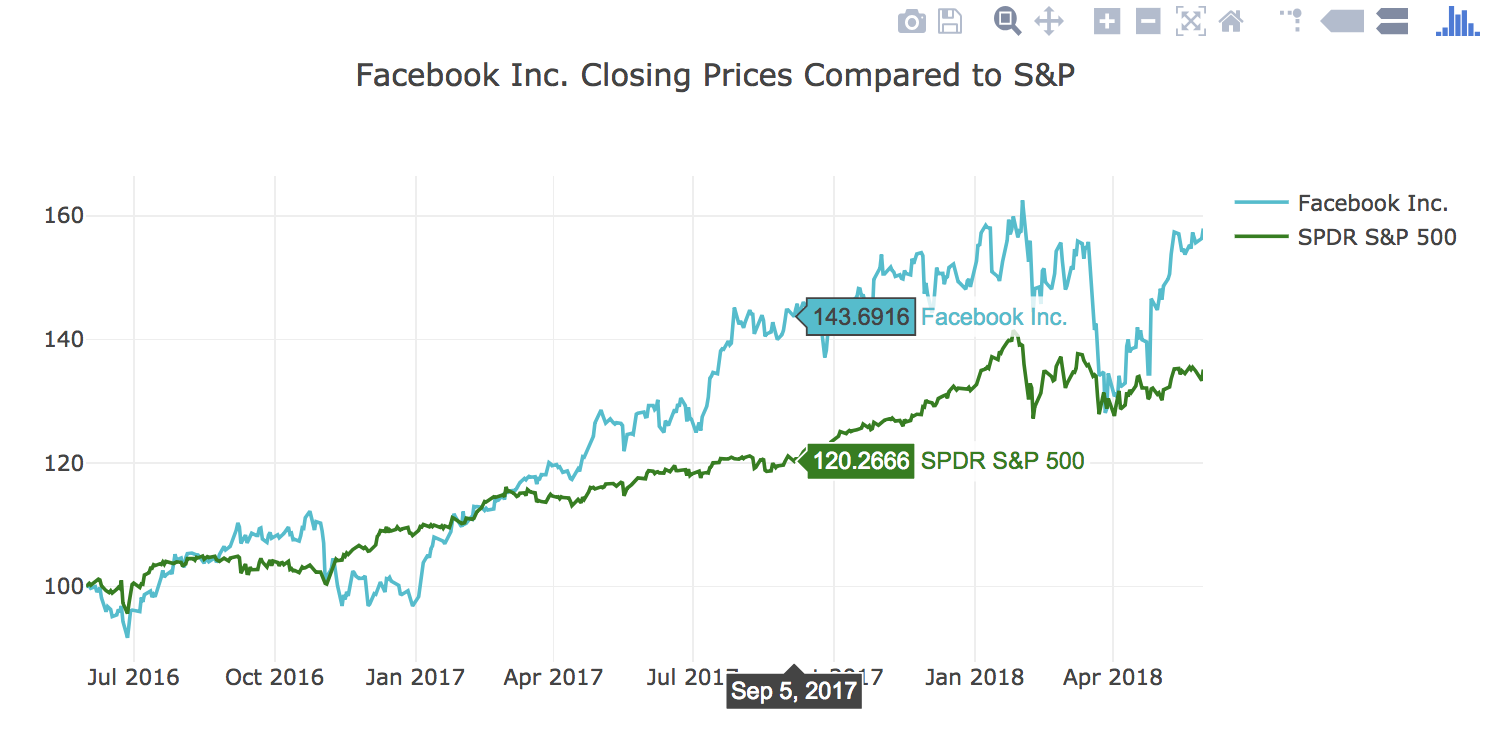 Facebook Inc. Closing Prices Compared to S&P
160
140
120
100
Facebook Inc.
SPDR S&P 500
143.6916 Facebook Inc.
120.2666 SPDR S&P 500
Jul 2016 Oct 2016 Jan 2017 Apr 2017 Jul 2017 Jan 2018 Apr 2018
Sep 5, 2017